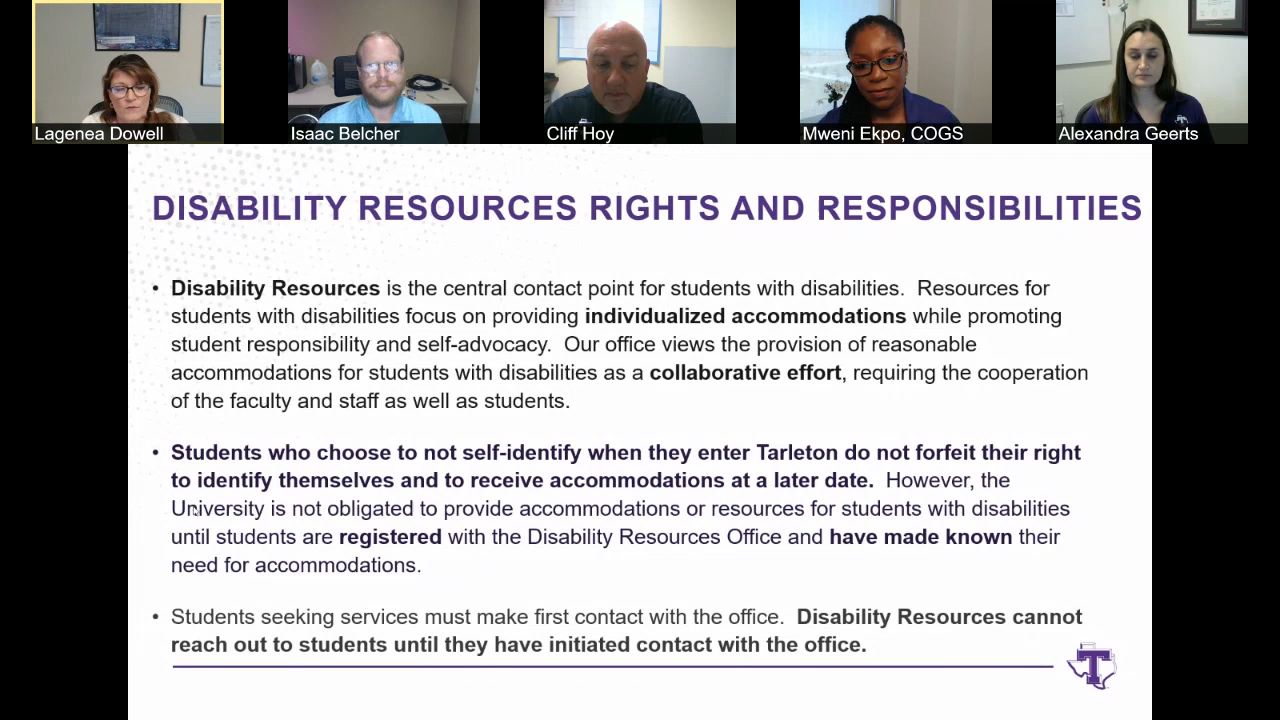 Lagenea Dowell
Isaac Belcher
Cliff Hoy
Mweni Ekpo, COGS
Alexandra Geerts
DISABILITY RESOURCES RIGHTS AND RESPONSIBILITIES
• Disability Resources is the central contact point for students with disabilities.  Resources for
students with disabilities focus on providing individualized accommodations while promoting
student responsibility and self-advocacy.  Our office views the provision of reasonable
accommodations for students with disabilities as a collaborative effort, requiring the cooperation
of the faculty and staff as well as students.
• Students who choose to not self-identify when they enter Tarleton do not forfeit their right
to identify themselves and to receive accommodations at a later date.  However, the
University is not obligated to provide accommodations or resources for students with disabilities
until students are registered with the Disability Resources Office and have made known their
need for accommodations.
• Students seeking services must make first contact with the office.  Disability Resources cannot
reach out to students until they have initiated contact with the office.
T